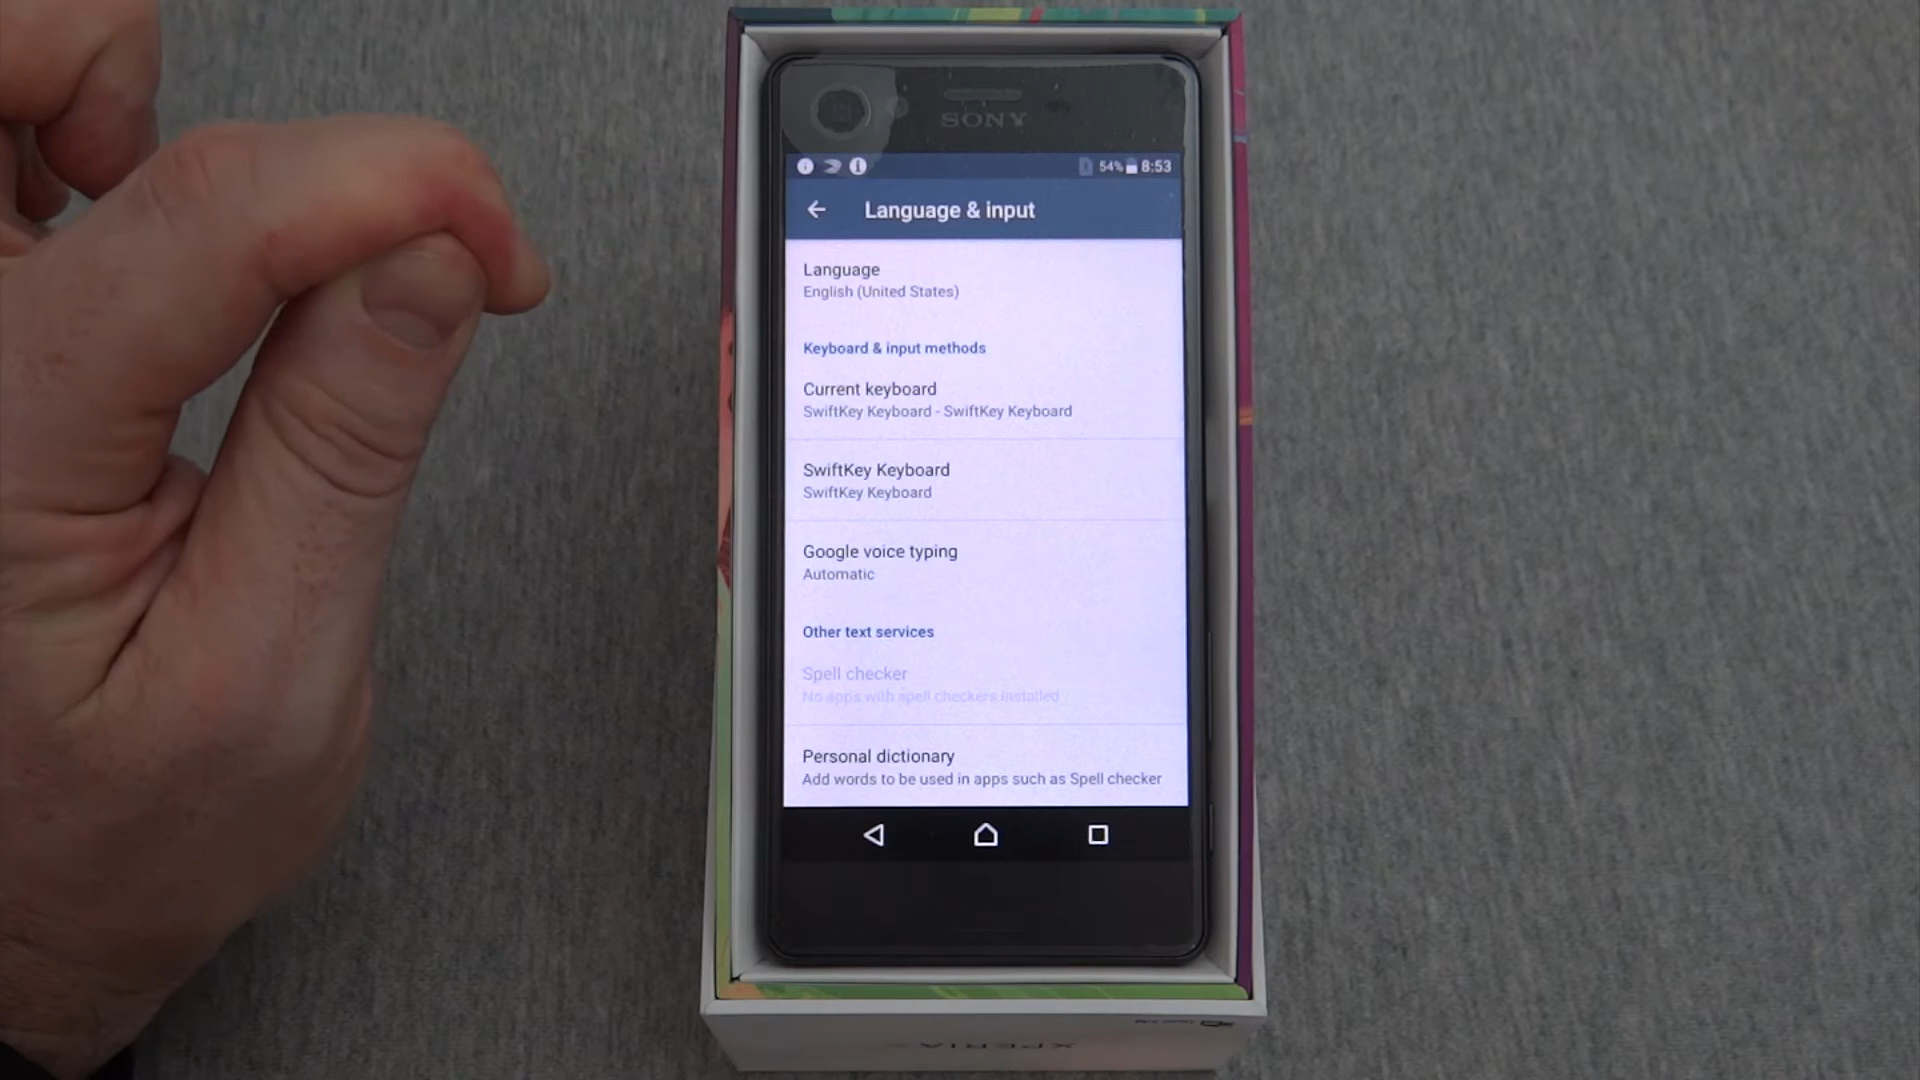 SONY
54% 8:53
Language & input
Language
English (United States)
Keyboard & input methods
Current keyboard
SwiftKey Keyboard - SwiftKey Keyboard
SwiftKey Keyboard
SwiftKey Keyboard
Google voice typing
Automatic
Other text services
Spell checker
No apps with spell checkers installed
Personal dictionary
Add words to be used in apps such as Spell checker
XPERIA